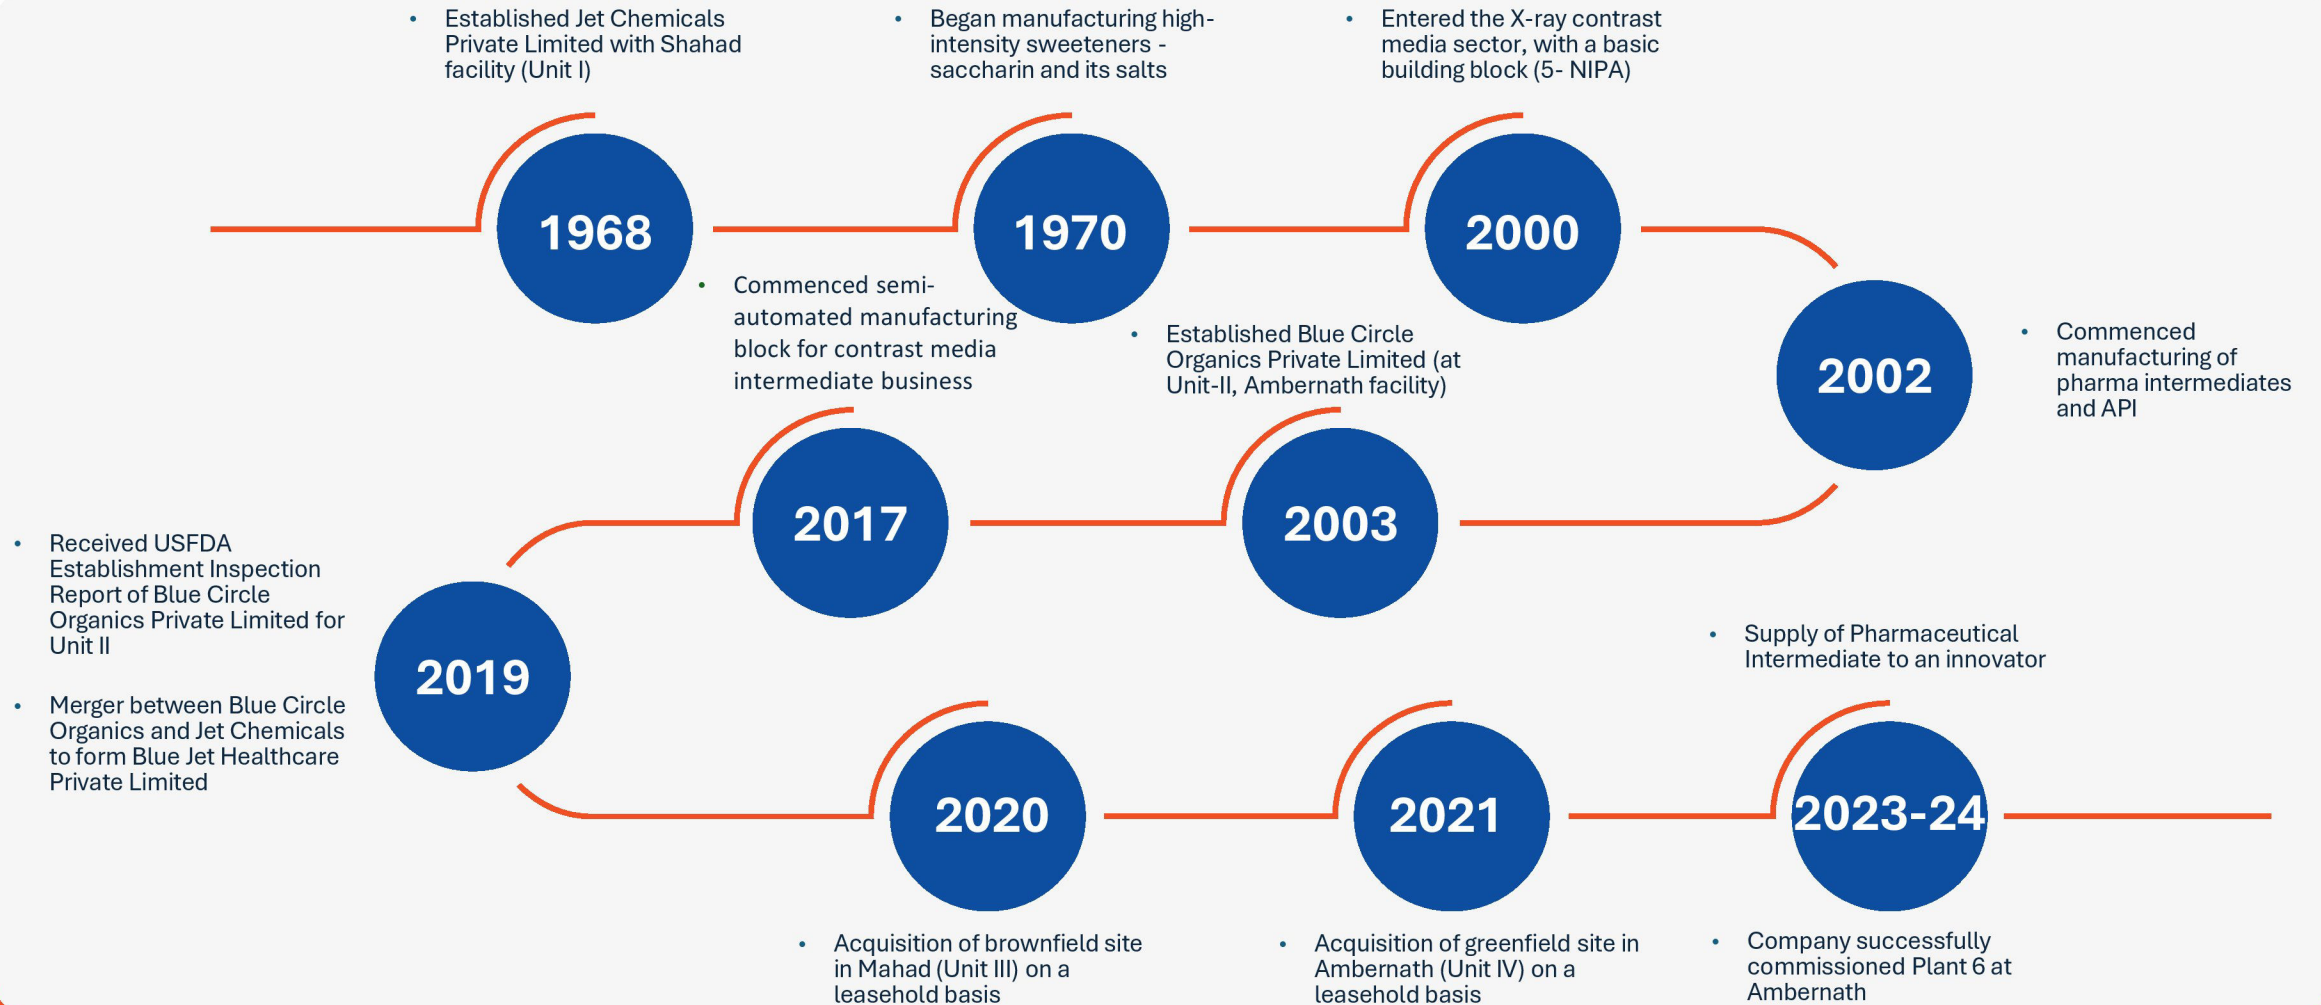 • Established Jet Chemicals
Private Limited with Shahad
facility (Unit I)
1968
• Began manufacturing high-
intensity sweeteners -
saccharin and its salts
1970
• Entered the X-ray contrast
media sector, with a basic
building block (5- NIPA)
2000
• Commenced
manufacturing of
pharma intermediates
and API
2002
• Established Blue Circle
Organics Private Limited (at
Unit-II, Ambernath facility)
2003
• Commenced semi-
automated manufacturing
block for contrast media
intermediate business
2017
• Received USFDA
Establishment Inspection
Report of Blue Circle
Organics Private Limited for
Unit II
• Merger between Blue Circle
Organics and Jet Chemicals
to form Blue Jet Healthcare
Private Limited
2019
2020
• Acquisition of brownfield site
in Mahad (Unit III) on a
leasehold basis
2021
• Acquisition of greenfield site in
Ambernath (Unit IV) on a
leasehold basis
• Supply of Pharmaceutical
Intermediate to an innovator
2023-24
• Company successfully
commissioned Plant 6 at
Ambernath